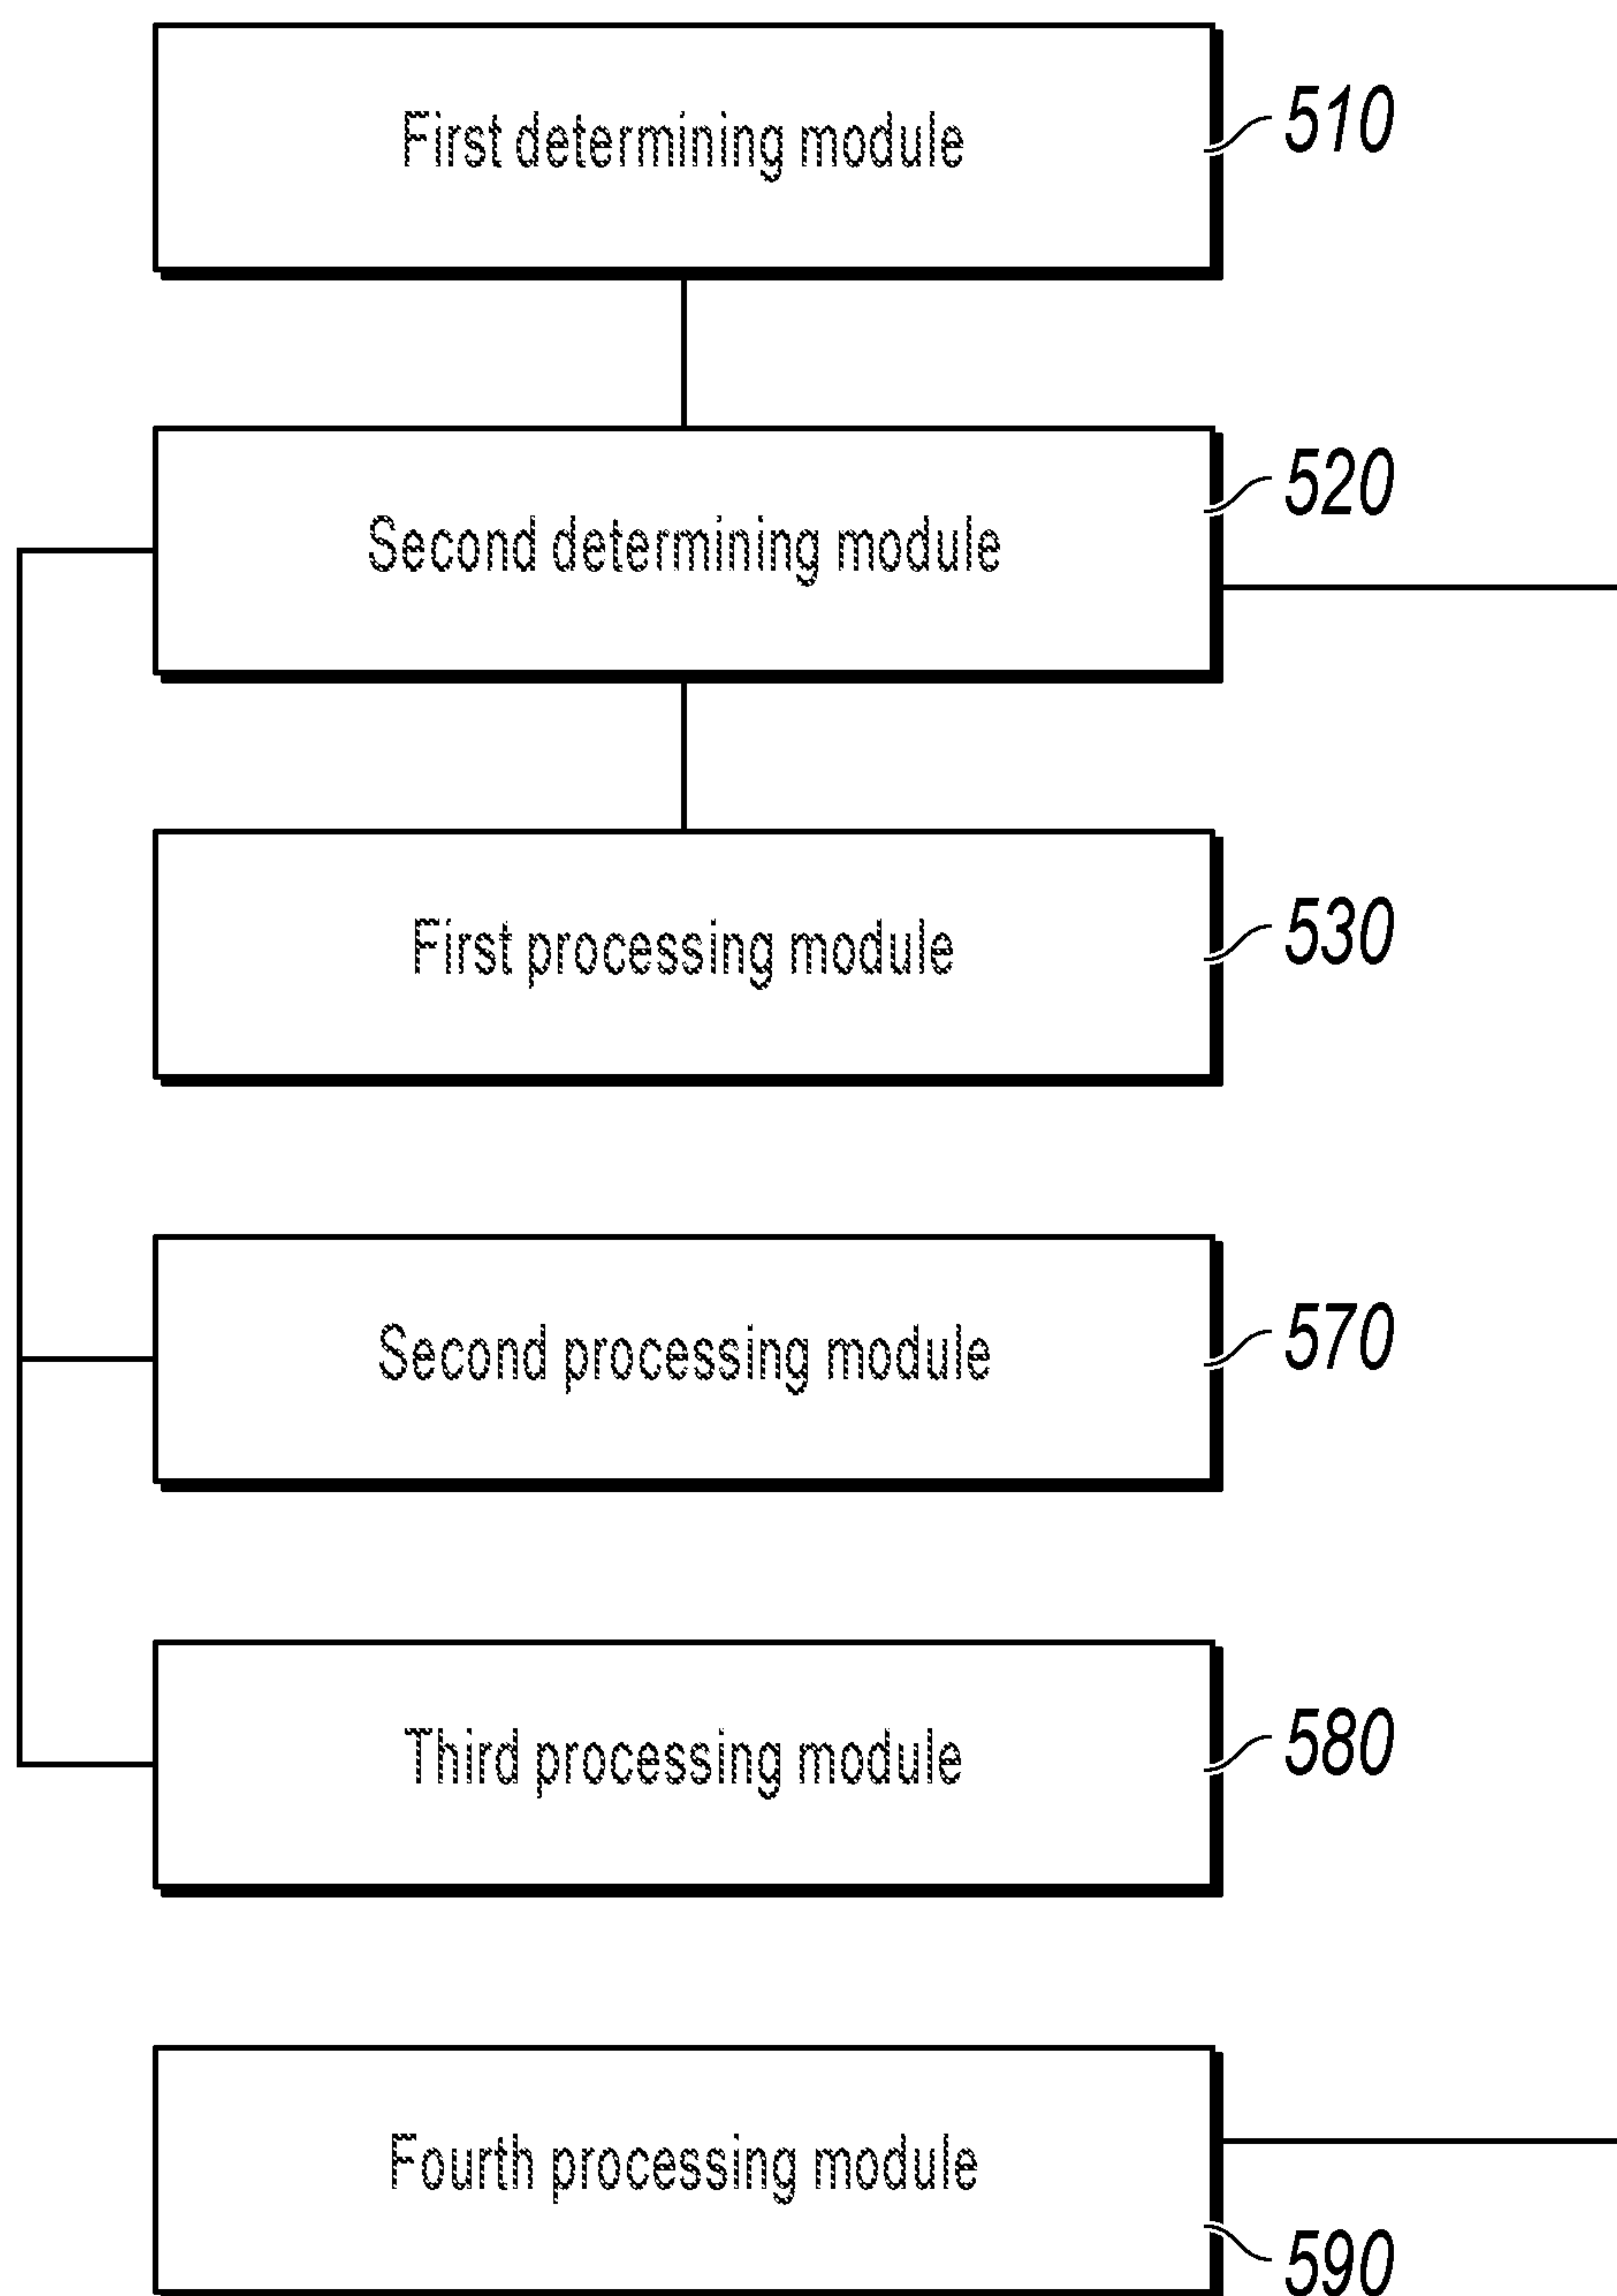 First determining module
510
Second determining module
520
First processing module
530
Second processing module
570
Third processing module
580
Fourth processing module
590